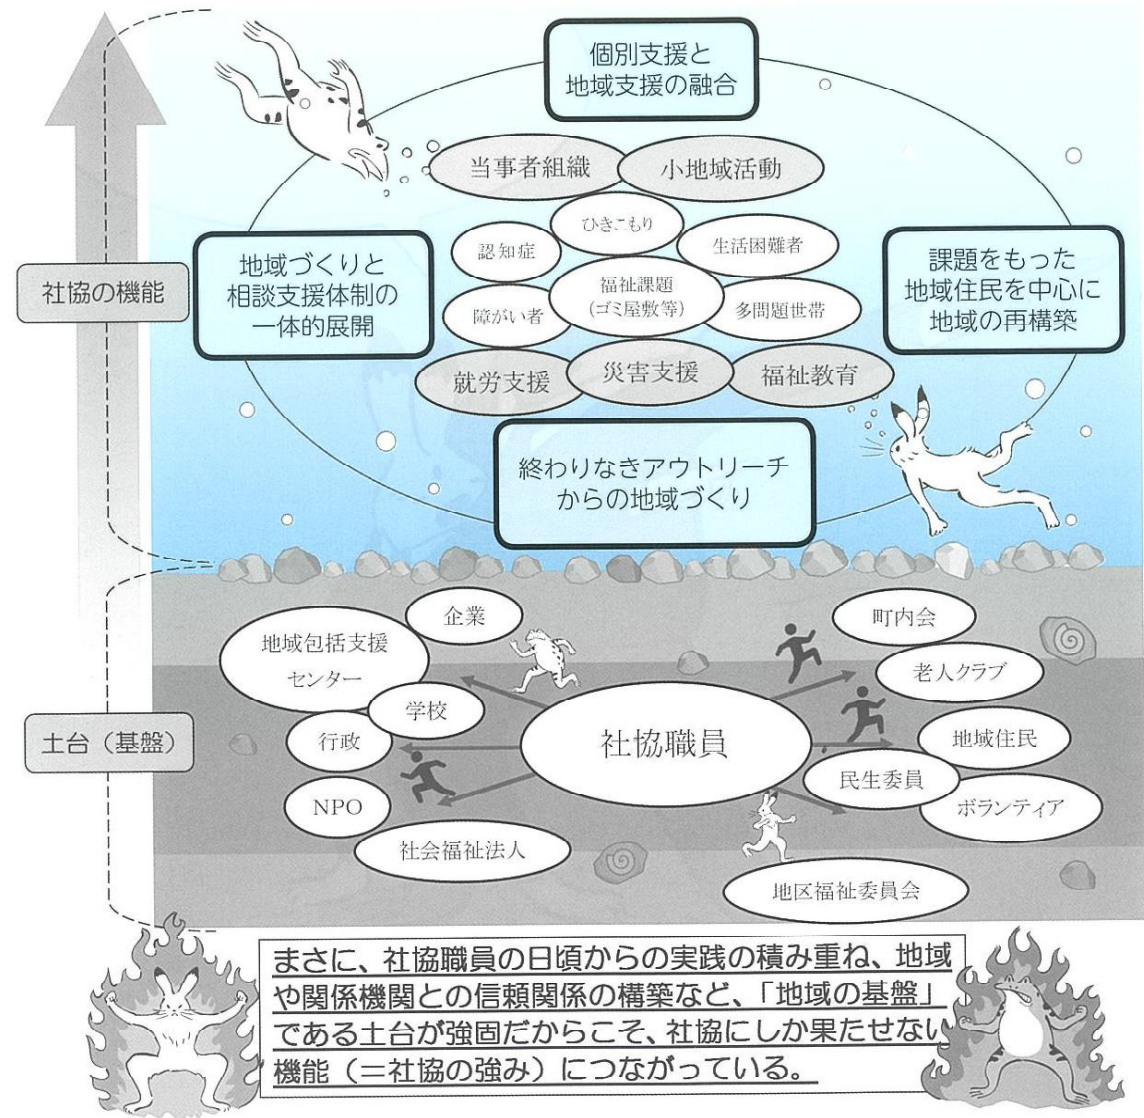 個別支援と
地域支援の融合
当事者組織
小地域活動
ひきこもり
認知症
生活困難者
地域づくりと
相談支援体制の
一体的展開
福祉課題
(ゴミ屋敷等)
障がい者
多問題世帯
課題をもった
地域住民を中心に
地域の再構築
社協の機能
就労支援
災害支援
福祉教育
終わりなきアウトリーチ
からの地域づくり
企業
町内会
地域包括支援
センター
老人クラブ
学校
行政
社協職員
地域住民
土台（基盤）
民生委員
NPO
ボランティア
社会福祉法人
地区福祉委員会
まさに、社協職員の日頃からの実践の積み重ね、地域
や関係機関との信頼関係の構築など、「地域の基盤」
である土台が強固だからこそ、社協にしか果たせない
機能（＝社協の強み）につながっている。